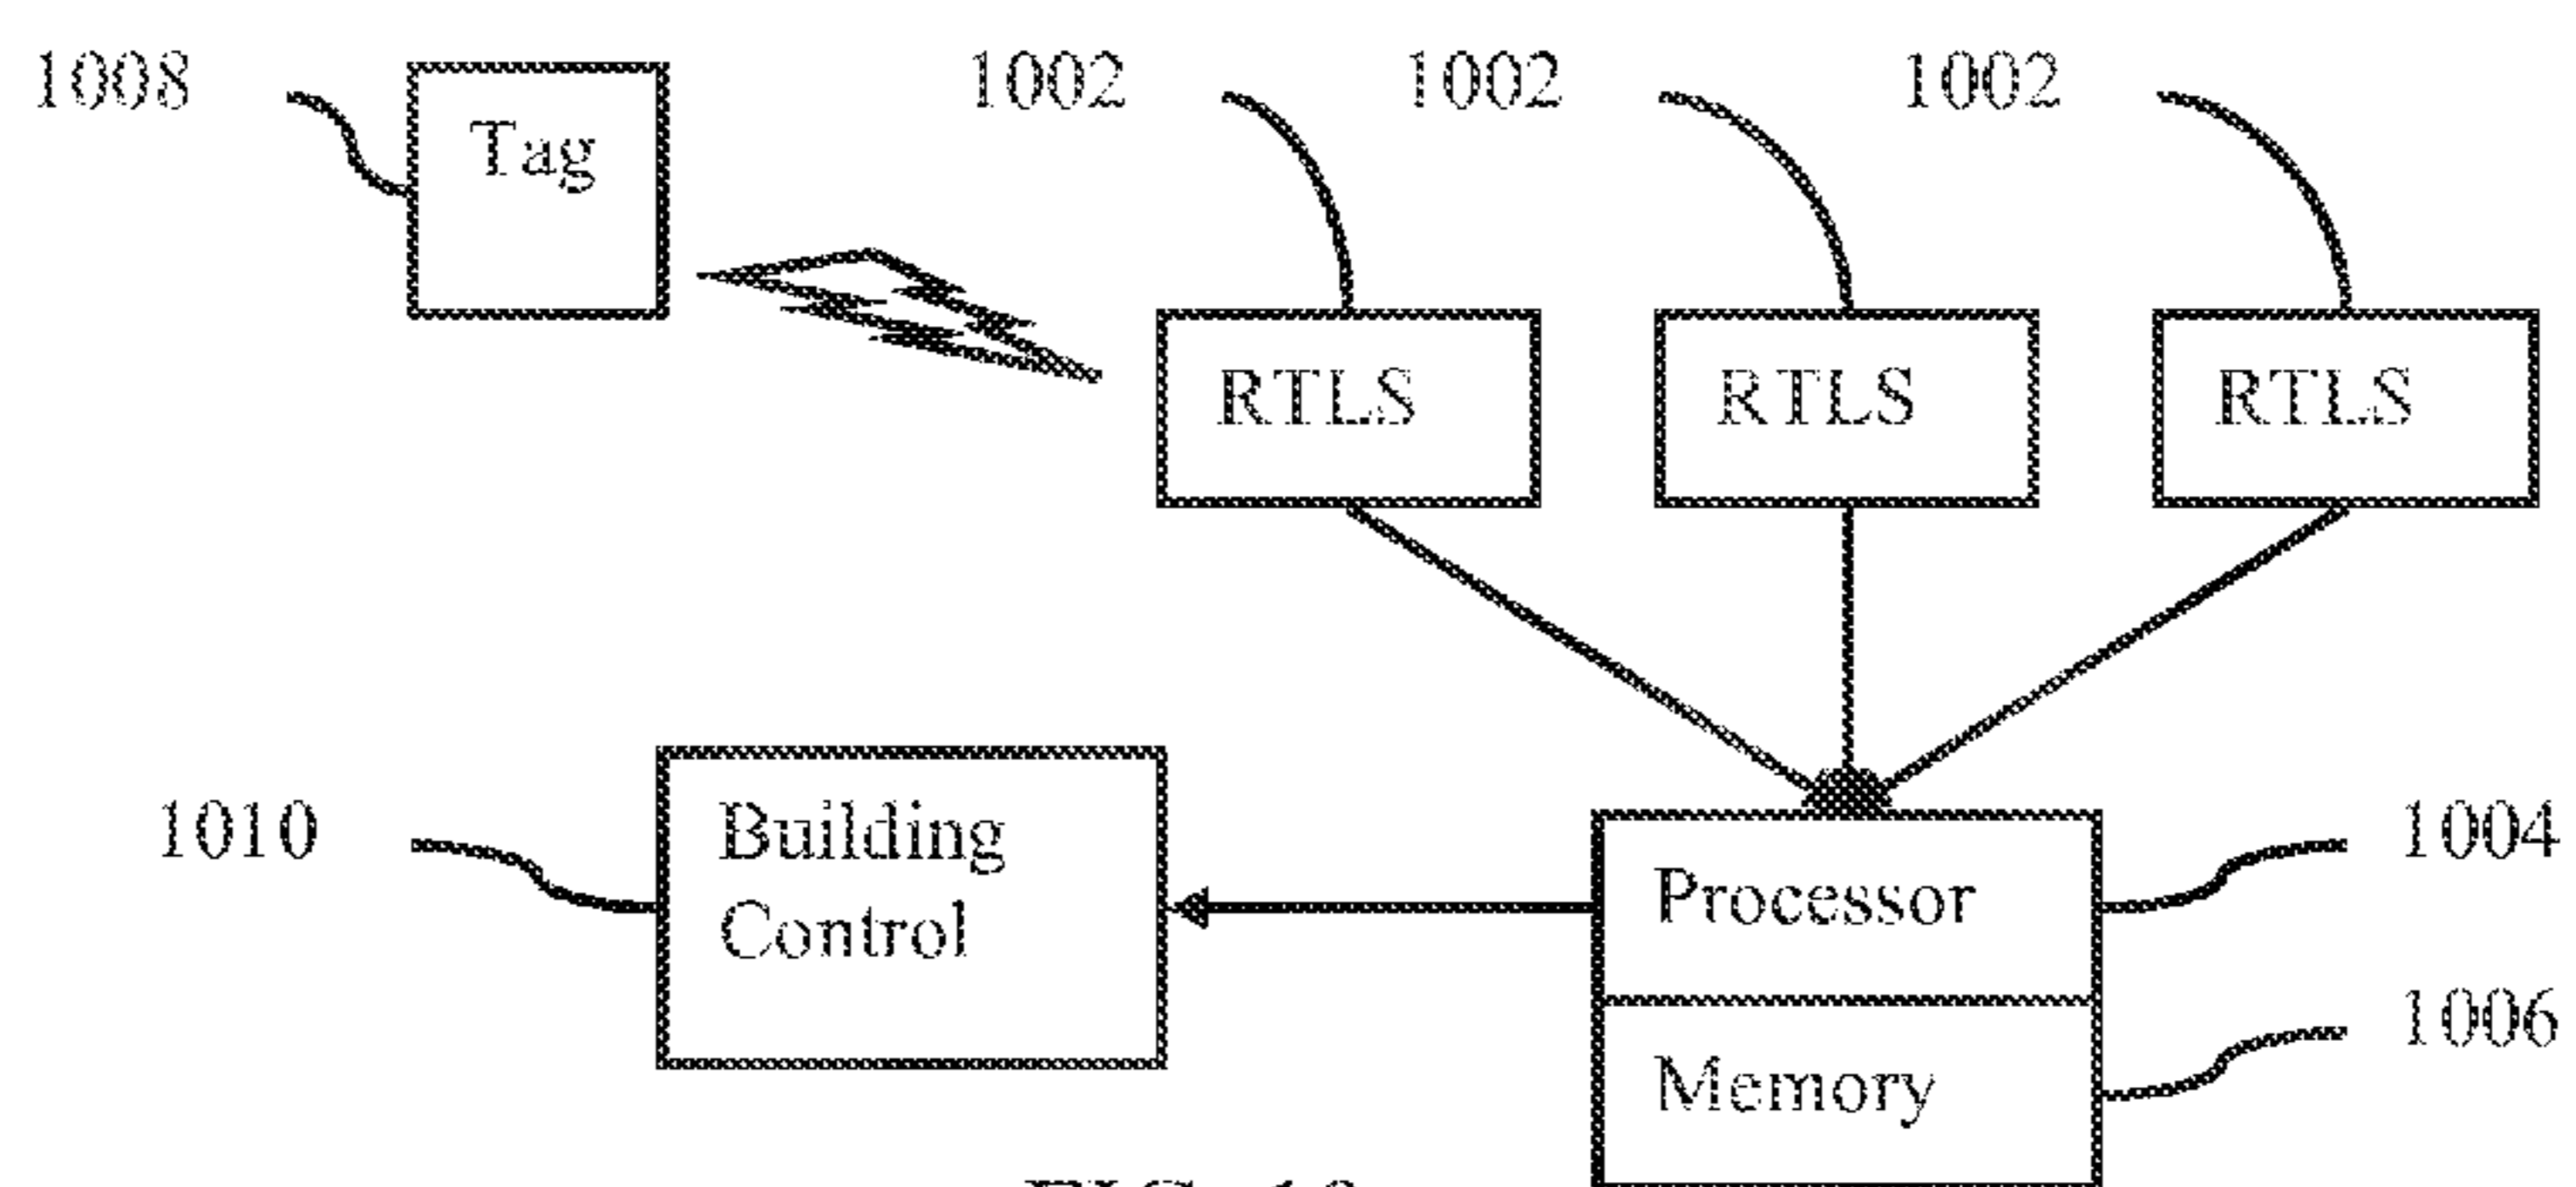 1008 1002 1002 1002
Tag
RTLS RTLS RTLS
1010 Building 1004
Control Processor
1006
Memory